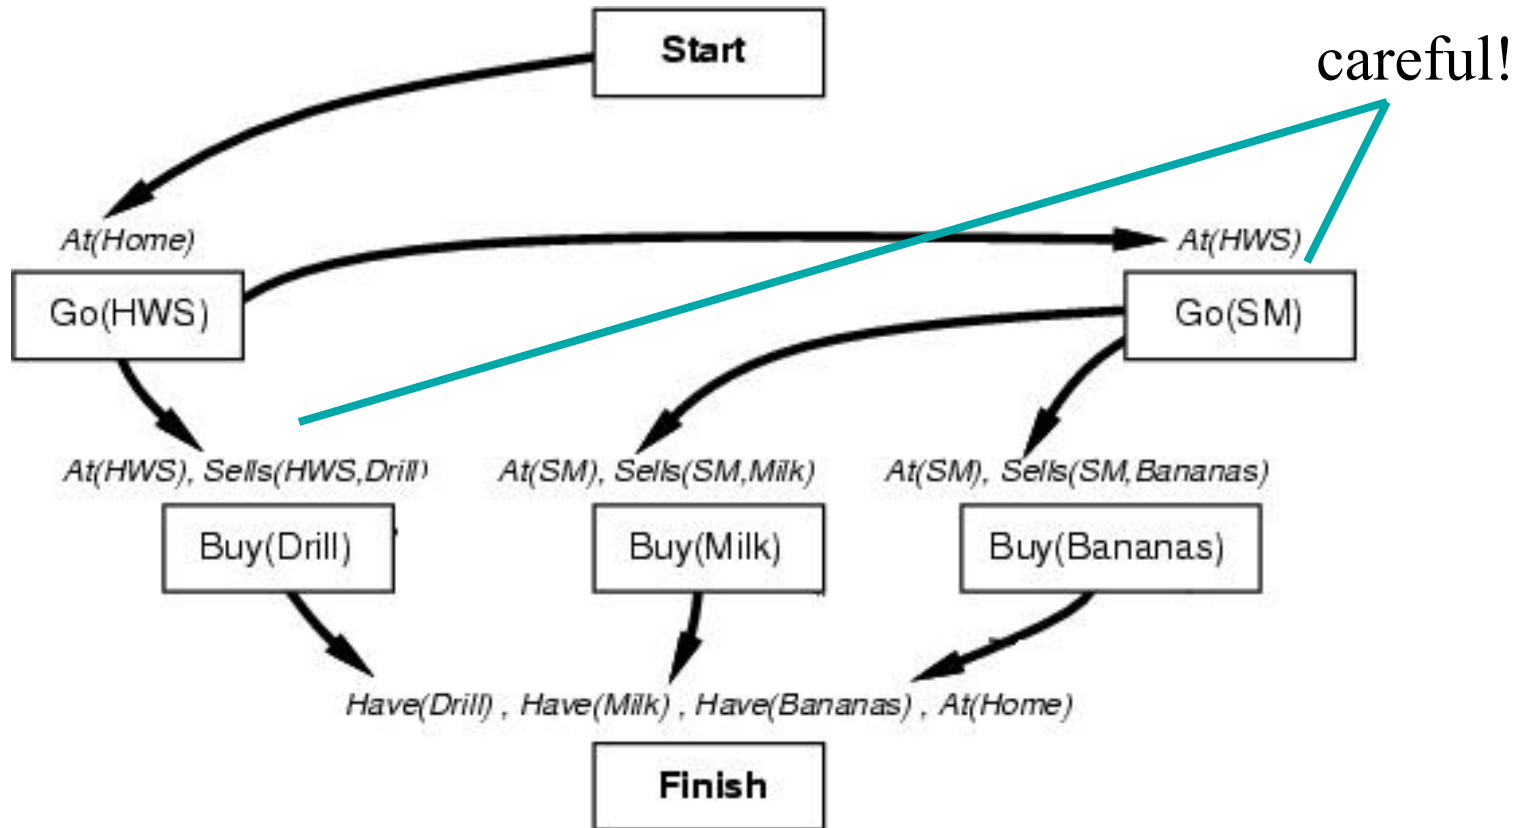 Start
careful!
At(Home)
At(HWS)
Go(HWS)
Go(SM)
At(HWS), Sells(HWS,Drill)
At(SM), Sells(SM,Milk)
At(SM), Sells(SM,Bananas)
Buy(Drill)
Buy(Milk)
Buy(Bananas)
Have(Drill) , Have(Milk) , Have(Bananas) , At(Home)
Finish